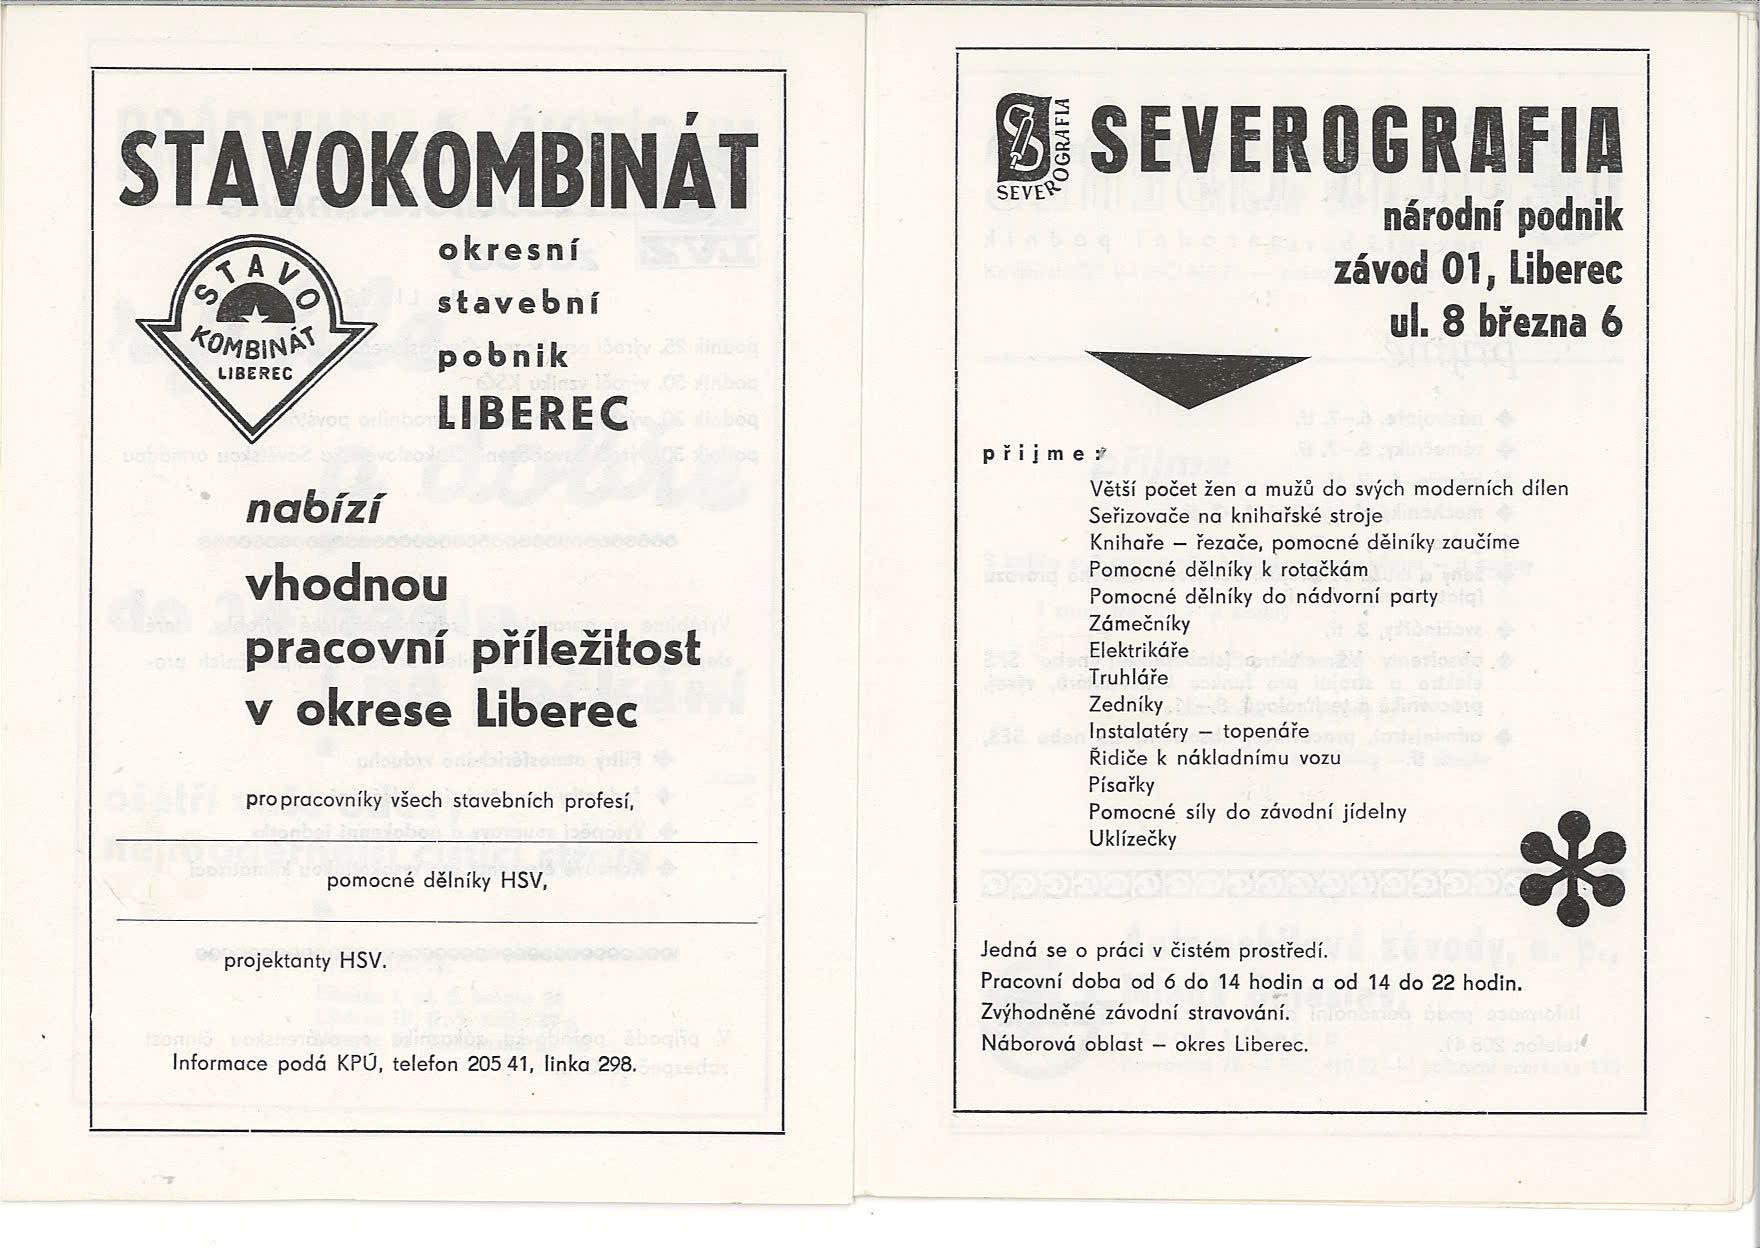 STAVOKOMBINÁT
STAVO
KOMBINÁT
LIBEREC
okresní
stavební
pobnik
LIBEREC
nabízí
vhodnou
pracovní příležitost
v okrese Liberec
pro pracovníky všech stavebních profesí,
pomocné dělníky HSV,
projektanty HSV.
Informace podá KPÚ, telefon 205 41, linka 298.
SEVEROGRAFIA
SEVEROGRAFIA
národní podnik
závod 01, Liberec
ul. 8 března 6
přijme:
Větší počet žen a mužů do svých moderních dílen
Seřizovače na knihařské stroje
Knihaře – řezače, pomocné dělníky zaučíme
Pomocné dělníky k rotačkám
Pomocné dělníky do nádvorní party
Zámečníky
Elektrikáře
Truhláře
Zedníky
Instalatéry – topenáře
Řidiče k nákladnímu vozu
Písařky
Pomocné síly do závodní jídelny
Uklízečky
Jedná se o práci v čistém prostředí.
Pracovní doba od 6 do 14 hodin a od 14 do 22 hodin.
Zvýhodněné závodní stravování.
Náborová oblast – okres Liberec.